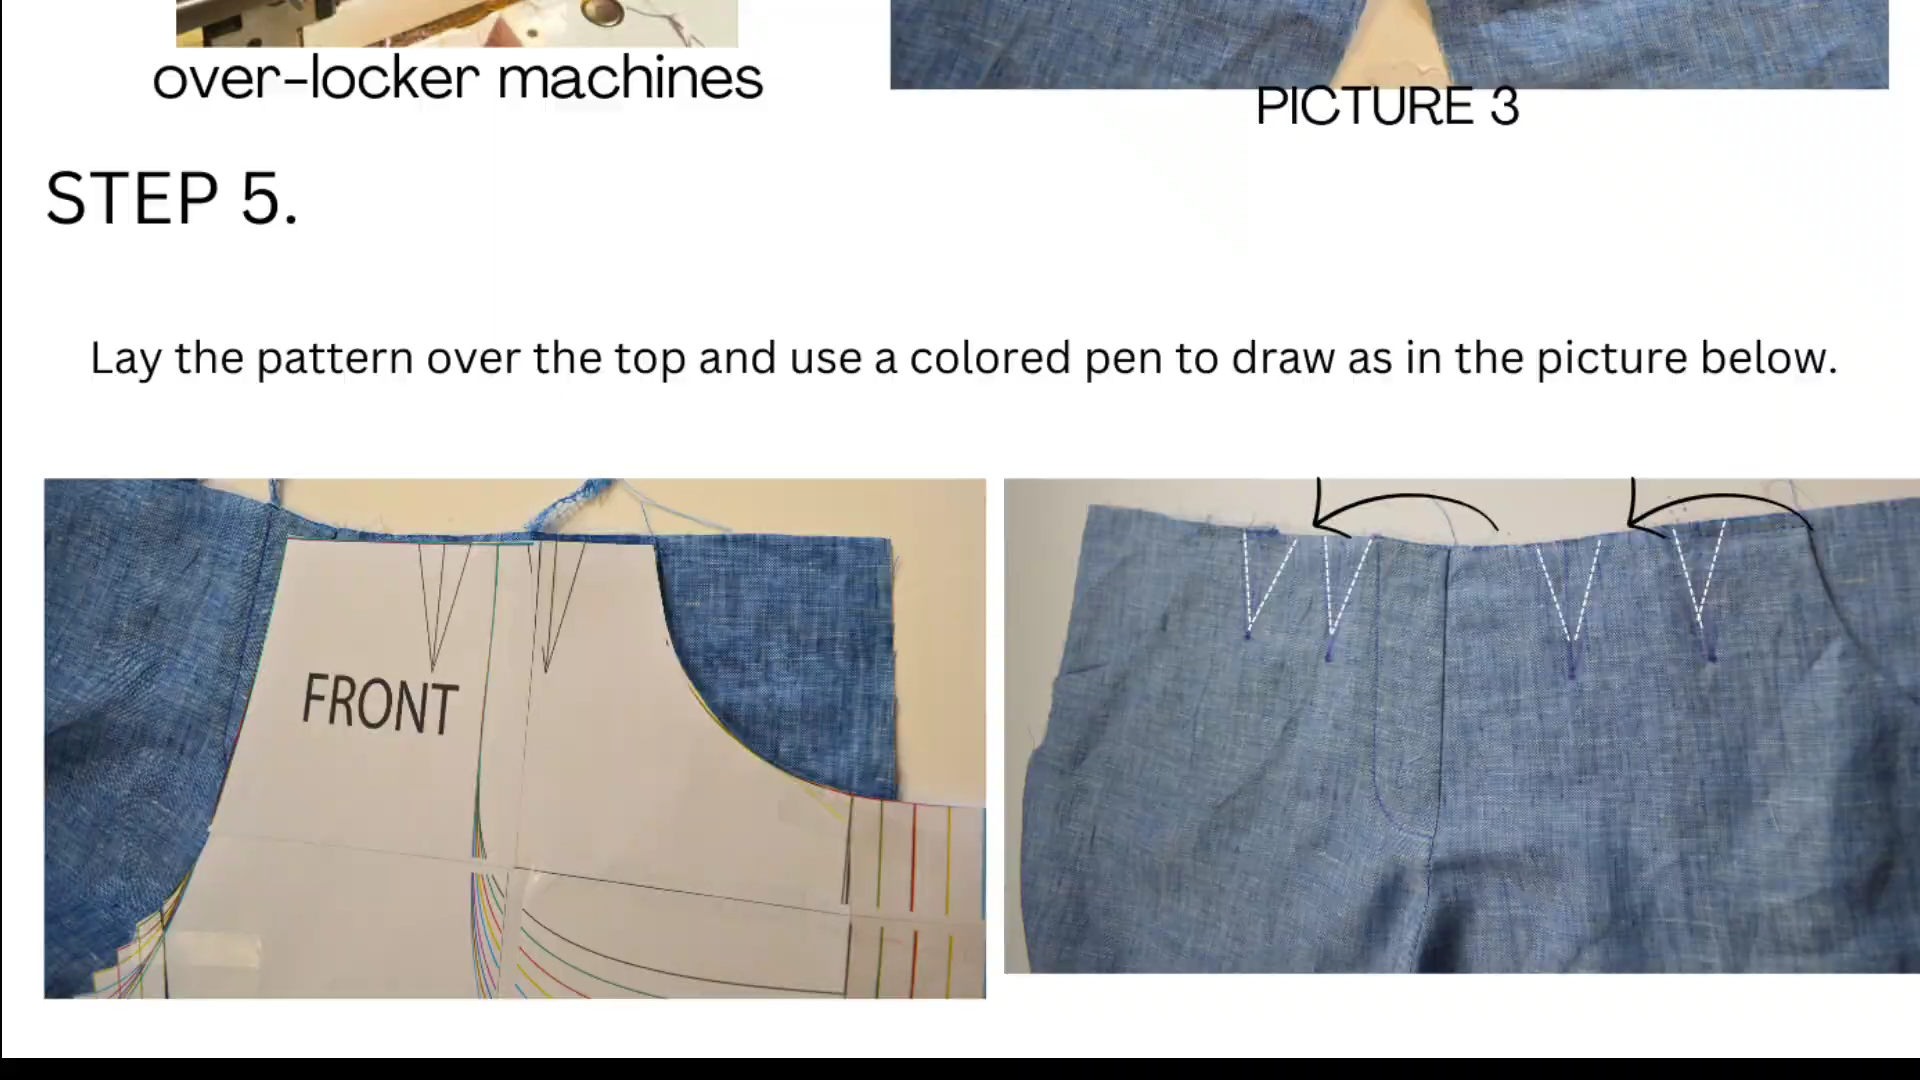 over-locker machines
PICTURE 3
STEP 5.
Lay the pattern over the top and use a colored pen to draw as in the picture below.
FRONT